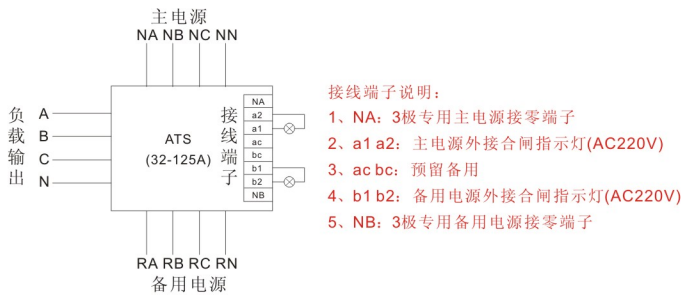 主电源
NA NB NC NN
负载输出
A
B
C
N
ATS
(32-125A)
接线端子
NA
a2
a1
ac
bc
b1
b2
NB
RA RB RC RN
备用电源
接线端子说明：
1、NA：3极专用主电源接零端子
2、a1 a2：主电源外接合闸指示灯(AC220V)
3、ac bc：预留备用
4、b1 b2：备用电源外接合闸指示灯(AC220V)
5、NB：3极专用备用电源接零端子